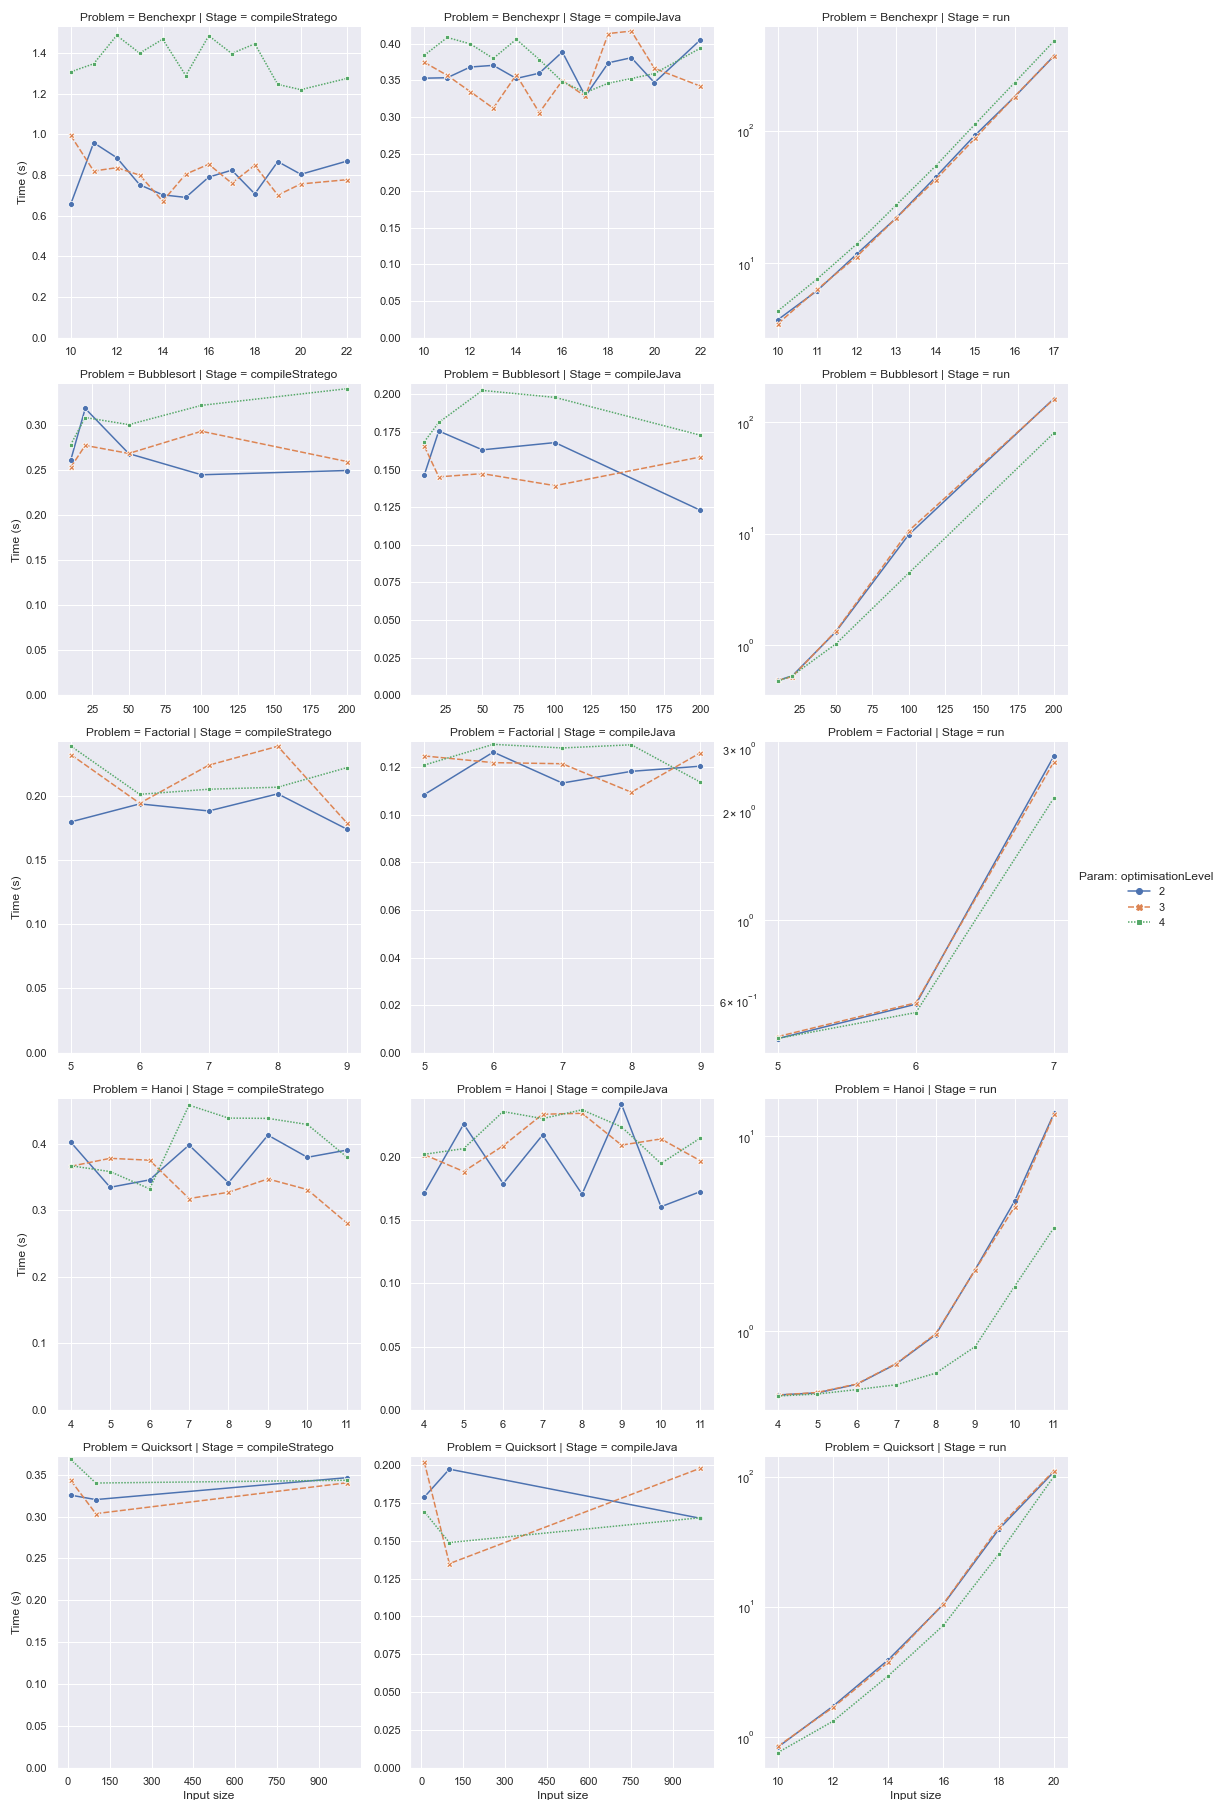 Problem = Benchexpr | Stage = compileStratego
Problem = Benchexpr | Stage = compileJava
Problem = Benchexpr | Stage = run
1.4
1.2
1.0
0.8
0.6
0.4
0.2
0.0
Time (s)
10 12 14 16 18 20 22
0.40
0.35
0.30
0.25
0.20
0.15
0.10
0.05
0.00
10 12 14 16 18 20 22
10²
10¹
10 11 12 13 14 15 16 17
Problem = Bubblesort | Stage = compileStratego
Problem = Bubblesort | Stage = compileJava
Problem = Bubblesort | Stage = run
0.30
0.25
0.20
0.15
0.10
0.05
0.00
Time (s)
25 50 75 100 125 150 175 200
0.200
0.175
0.150
0.125
0.100
0.075
0.050
0.025
0.000
25 50 75 100 125 150 175 200
10²
10¹
10⁰
25 50 75 100 125 150 175 200
Problem = Factorial | Stage = compileStratego
Problem = Factorial | Stage = compileJava
Problem = Factorial | Stage = run
0.20
0.15
0.10
0.05
0.00
Time (s)
5 6 7 8 9
0.12
0.10
0.08
0.06
0.04
0.02
0.00
5 6 7 8 9
3 × 10⁰
2 × 10⁰
10⁰
6 × 10⁻¹
5 6 7
Param: optimisationLevel
2
3
4
Problem = Hanoi | Stage = compileStratego
Problem = Hanoi | Stage = compileJava
Problem = Hanoi | Stage = run
0.4
0.3
0.2
0.1
0.0
Time (s)
4 5 6 7 8 9 10 11
0.20
0.15
0.10
0.05
0.00
4 5 6 7 8 9 10 11
10¹
10⁰
4 5 6 7 8 9 10 11
Problem = Quicksort | Stage = compileStratego
Problem = Quicksort | Stage = compileJava
Problem = Quicksort | Stage = run
0.35
0.30
0.25
0.20
0.15
0.10
0.05
0.00
Time (s)
0 150 300 450 600 750 900
Input size
0.200
0.175
0.150
0.125
0.100
0.075
0.050
0.025
0.000
0 150 300 450 600 750 900
Input size
10²
10¹
10⁰
10 12 14 16 18 20
Input size